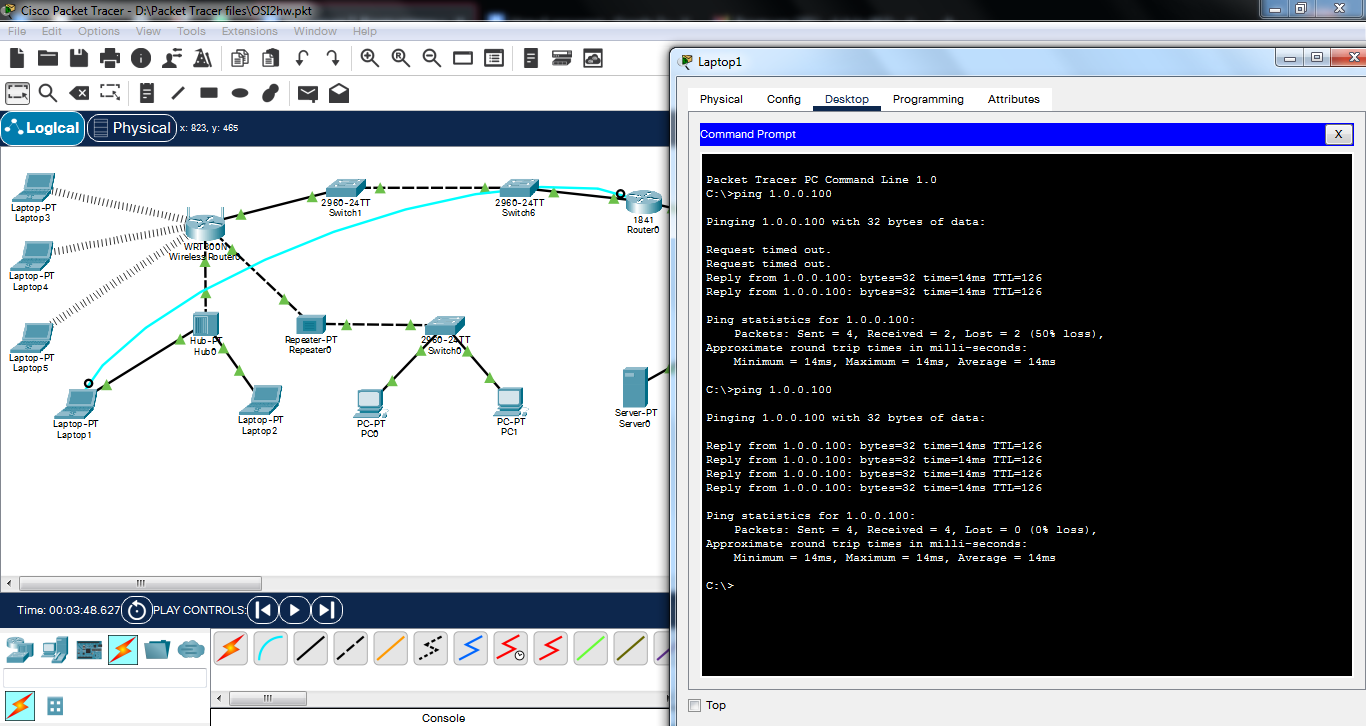 Cisco Packet Tracer - D:\Packet Tracer files\OSI2hw.pkt
File Edit Options View Tools Extensions Window Help
Logical
Physical
x: 823, y: 465
Laptop-PT
Laptop3
Laptop-PT
Laptop4
Laptop-PT
Laptop5
WRT300N
Wireless Router0
2960-24TT
Switch1
2960-24TT
Switch6
1841
Router0
Hub-PT
Hub0
Repeater-PT
Repeater0
2960-24TT
Switch0
Laptop-PT
Laptop1
Laptop-PT
Laptop2
PC-PT
PC0
PC-PT
PC1
Server-PT
Server0
Time: 00:03:48.627
PLAY CONTROLS:
Console
Laptop1
Physical Config Desktop Programming Attributes
Command Prompt
X
Packet Tracer PC Command Line 1.0
C:\>ping 1.0.0.100
Pinging 1.0.0.100 with 32 bytes of data:
Request timed out.
Request timed out.
Reply from 1.0.0.100: bytes=32 time=14ms TTL=126
Reply from 1.0.0.100: bytes=32 time=14ms TTL=126
Ping statistics for 1.0.0.100:
Packets: Sent = 4, Received = 2, Lost = 2 (50% loss),
Approximate round trip times in milli-seconds:
Minimum = 14ms, Maximum = 14ms, Average = 14ms
C:\>ping 1.0.0.100
Pinging 1.0.0.100 with 32 bytes of data:
Reply from 1.0.0.100: bytes=32 time=14ms TTL=126
Reply from 1.0.0.100: bytes=32 time=14ms TTL=126
Reply from 1.0.0.100: bytes=32 time=14ms TTL=126
Reply from 1.0.0.100: bytes=32 time=14ms TTL=126
Ping statistics for 1.0.0.100:
Packets: Sent = 4, Received = 4, Lost = 0 (0% loss),
Approximate round trip times in milli-seconds:
Minimum = 14ms, Maximum = 14ms, Average = 14ms
C:\>
Top